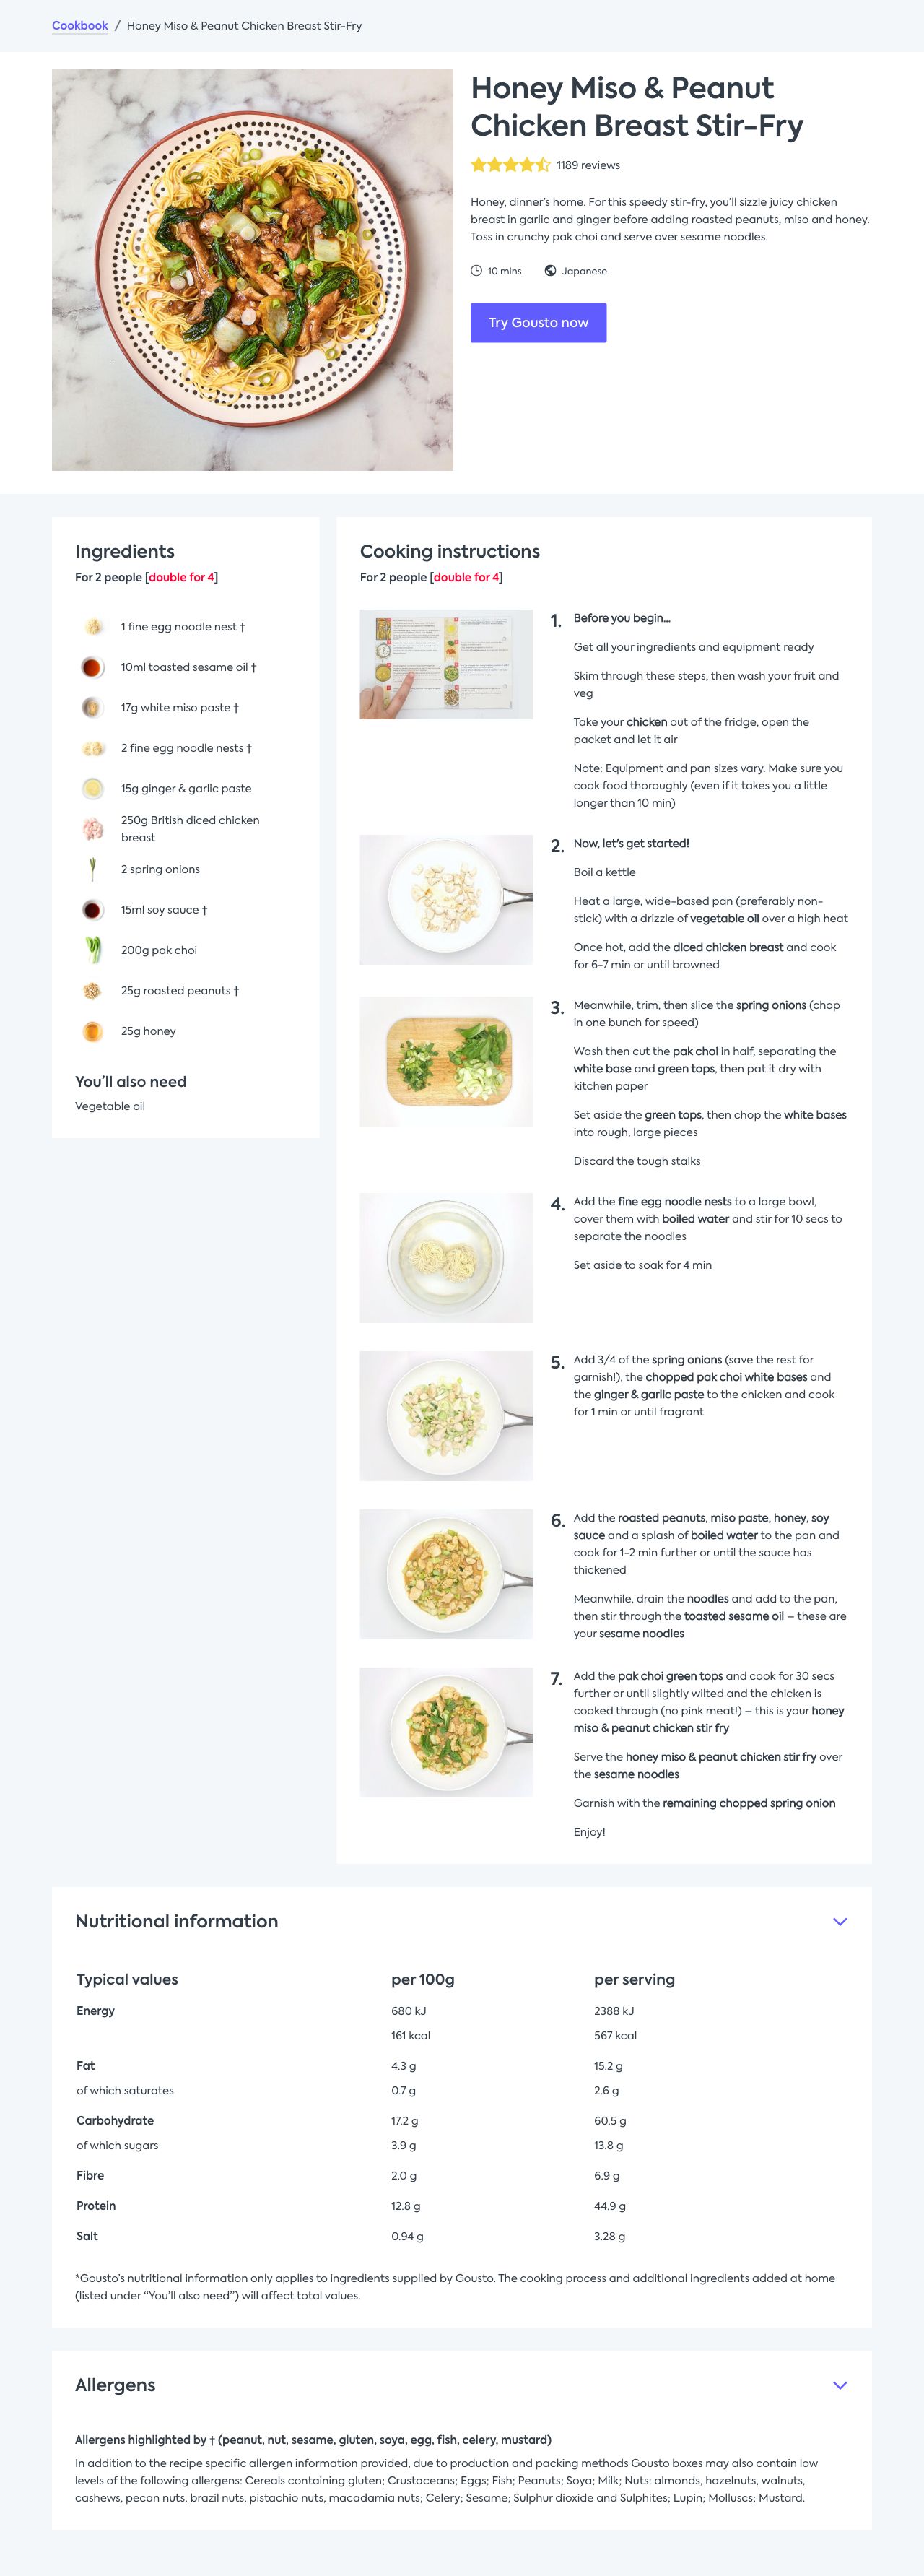 Cookbook / Honey Miso & Peanut Chicken Breast Stir-Fry
Honey Miso & Peanut
Chicken Breast Stir-Fry
1189 reviews
Honey, dinner's home. For this speedy stir-fry, you'll sizzle juicy chicken
breast in garlic and ginger before adding roasted peanuts, miso and honey.
Toss in crunchy pak choi and serve over sesame noodles.
10 mins Japanese
Try Gousto now
Ingredients
For 2 people [double for 4]
1 fine egg noodle nest †
10ml toasted sesame oil †
17g white miso paste †
2 fine egg noodle nests †
15g ginger & garlic paste
250g British diced chicken
breast
2 spring onions
15ml soy sauce †
200g pak choi
25g roasted peanuts †
25g honey
You'll also need
Vegetable oil
Cooking instructions
For 2 people [double for 4]
1. Before you begin...
Get all your ingredients and equipment ready
Skim through these steps, then wash your fruit and
veg
Take your chicken out of the fridge, open the
packet and let it air
Note: Equipment and pan sizes vary. Make sure you
cook food thoroughly (even if it takes you a little
longer than 10 min)
2. Now, let's get started!
Boil a kettle
Heat a large, wide-based pan (preferably non-
stick) with a drizzle of vegetable oil over a high heat
Once hot, add the diced chicken breast and cook
for 6-7 min or until browned
3. Meanwhile, trim, then slice the spring onions (chop
in one bunch for speed)
Wash then cut the pak choi in half, separating the
white base and green tops, then pat it dry with
kitchen paper
Set aside the green tops, then chop the white bases
into rough, large pieces
Discard the tough stalks
4. Add the fine egg noodle nests to a large bowl,
cover them with boiled water and stir for 10 secs to
separate the noodles
Set aside to soak for 4 min
5. Add 3/4 of the spring onions (save the rest for
garnish!), the chopped pak choi white bases and
the ginger & garlic paste to the chicken and cook
for 1 min or until fragrant
6. Add the roasted peanuts, miso paste, honey, soy
sauce and a splash of boiled water to the pan and
cook for 1-2 min further or until the sauce has
thickened
Meanwhile, drain the noodles and add to the pan,
then stir through the toasted sesame oil – these are
your sesame noodles
7. Add the pak choi green tops and cook for 30 secs
further or until slightly wilted and the chicken is
cooked through (no pink meat!) – this is your honey
miso & peanut chicken stir fry
Serve the honey miso & peanut chicken stir fry over
the sesame noodles
Garnish with the remaining chopped spring onion
Enjoy!
Nutritional information
Typical values per 100g per serving
Energy 680 kJ 2388 kJ
161 kcal 567 kcal
Fat 4.3 g 15.2 g
of which saturates 0.7 g 2.6 g
Carbohydrate 17.2 g 60.5 g
of which sugars 3.9 g 13.8 g
Fibre 2.0 g 6.9 g
Protein 12.8 g 44.9 g
Salt 0.94 g 3.28 g
*Gousto's nutritional information only applies to ingredients supplied by Gousto. The cooking process and additional ingredients added at home
(listed under "You'll also need") will affect total values.
Allergens
Allergens highlighted by † (peanut, nut, sesame, gluten, soya, egg, fish, celery, mustard)
In addition to the recipe specific allergen information provided, due to production and packing methods Gousto boxes may also contain low
levels of the following allergens: Cereals containing gluten; Crustaceans; Eggs; Fish; Peanuts; Soya; Milk; Nuts: almonds, hazelnuts, walnuts,
cashews, pecan nuts, brazil nuts, pistachio nuts, macadamia nuts; Celery; Sesame; Sulphur dioxide and Sulphites; Lupin; Molluscs; Mustard.